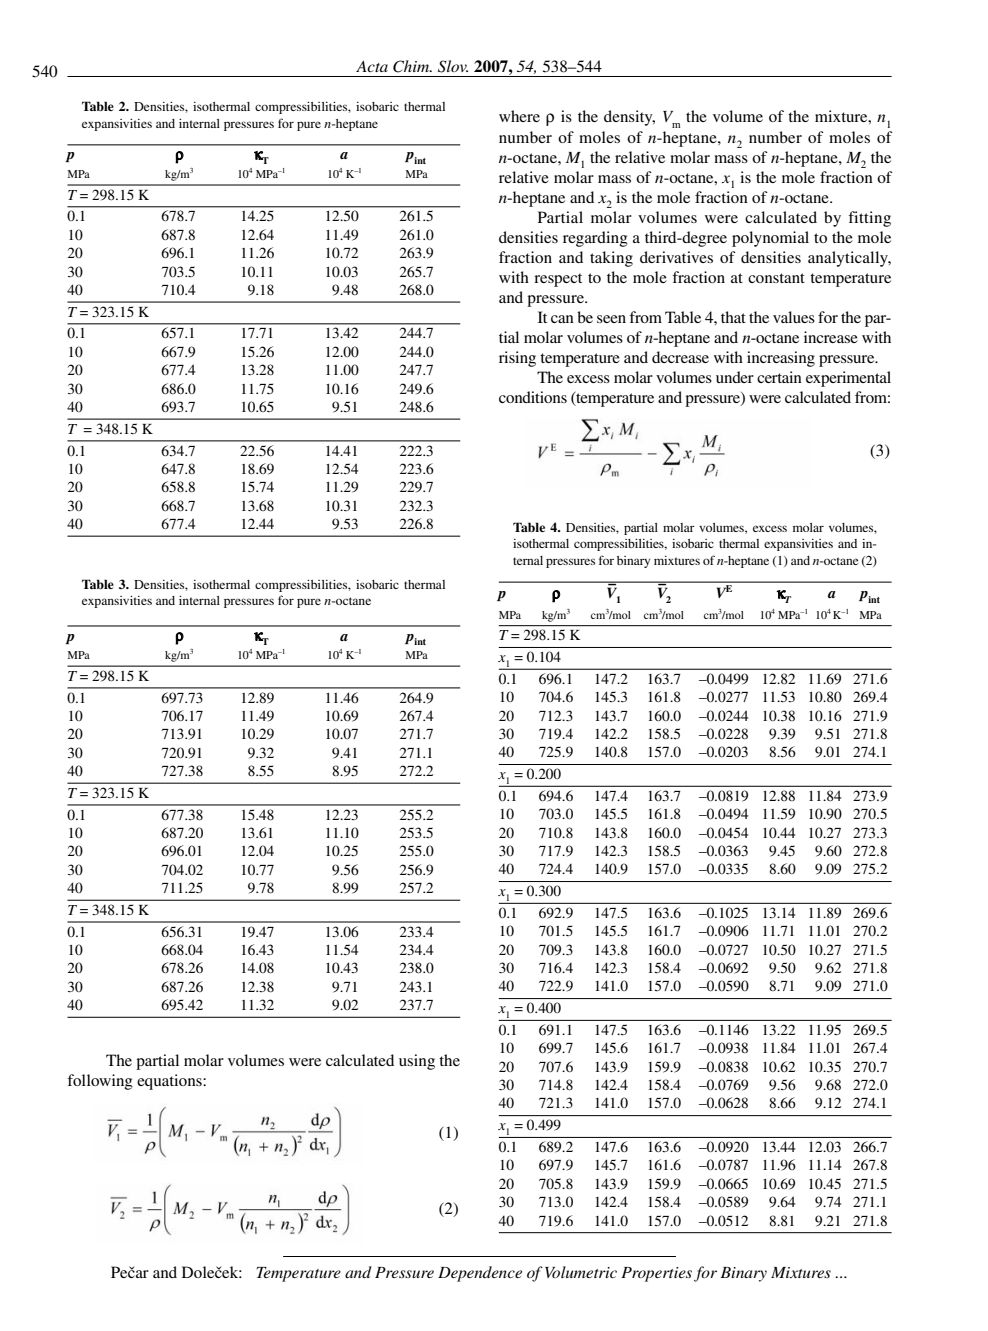 540
Acta Chim. Slov. 2007, 54, 538–544
Table 2. Densities, isothermal compressibilities, isobaric thermal
expansivities and internal pressures for pure n-heptane
p ρ κT a pint
MPa kg/m³ 10⁴ MPa⁻¹ 10⁴ K⁻¹ MPa
T = 298.15 K
0.1 678.7 14.25 12.50 261.5
10 687.8 12.64 11.49 261.0
20 696.1 11.26 10.72 263.9
30 703.5 10.11 10.03 265.7
40 710.4 9.18 9.48 268.0
T = 323.15 K
0.1 657.1 17.71 13.42 244.7
10 667.9 15.26 12.00 244.0
20 677.4 13.28 11.00 247.7
30 686.0 11.75 10.16 249.6
40 693.7 10.65 9.51 248.6
T = 348.15 K
0.1 634.7 22.56 14.41 222.3
10 647.8 18.69 12.54 223.6
20 658.8 15.74 11.29 229.7
30 668.7 13.68 10.31 232.3
40 677.4 12.44 9.53 226.8
Table 3. Densities, isothermal compressibilities, isobaric thermal
expansivities and internal pressures for pure n-octane
p ρ κT a pint
MPa kg/m³ 10⁴ MPa⁻¹ 10⁴ K⁻¹ MPa
T = 298.15 K
0.1 697.73 12.89 11.46 264.9
10 706.17 11.49 10.69 267.4
20 713.91 10.29 10.07 271.7
30 720.91 9.32 9.41 271.1
40 727.38 8.55 8.95 272.2
T = 323.15 K
0.1 677.38 15.48 12.23 255.2
10 687.20 13.61 11.10 253.5
20 696.01 12.04 10.25 255.0
30 704.02 10.77 9.56 256.9
40 711.25 9.78 8.99 257.2
T = 348.15 K
0.1 656.31 19.47 13.06 233.4
10 668.04 16.43 11.54 234.4
20 678.26 14.08 10.43 238.0
30 687.26 12.38 9.71 243.1
40 695.42 11.32 9.02 237.7
The partial molar volumes were calculated using the
following equations:
V̅₁ = 1/ρ (M₁ − Vm n₂/(n₁ + n₂)² dρ/dx₁) (1)
V̅₂ = 1/ρ (M₂ − Vm n₁/(n₁ + n₂)² dρ/dx₂) (2)
where ρ is the density, Vm the volume of the mixture, n₁
number of moles of n-heptane, n₂ number of moles of
n-octane, M₁ the relative molar mass of n-heptane, M₂ the
relative molar mass of n-octane, x₁ is the mole fraction of
n-heptane and x₂ is the mole fraction of n-octane.
Partial molar volumes were calculated by fitting
densities regarding a third-degree polynomial to the mole
fraction and taking derivatives of densities analytically,
with respect to the mole fraction at constant temperature
and pressure.
It can be seen from Table 4, that the values for the par-
tial molar volumes of n-heptane and n-octane increase with
rising temperature and decrease with increasing pressure.
The excess molar volumes under certain experimental
conditions (temperature and pressure) were calculated from:
V^E = ∑i xi Mi / ρm − ∑i xi Mi/ρi (3)
Table 4. Densities, partial molar volumes, excess molar volumes,
isothermal compressibilities, isobaric thermal expansivities and in-
ternal pressures for binary mixtures of n-heptane (1) and n-octane (2)
p ρ V̅₁ V̅₂ V^E κT a pint
MPa kg/m³ cm³/mol cm³/mol cm³/mol 10⁴ MPa⁻¹ 10⁴ K⁻¹ MPa
T = 298.15 K
x₁ = 0.104
0.1 696.1 147.2 163.7 –0.0499 12.82 11.69 271.6
10 704.6 145.3 161.8 –0.0277 11.53 10.80 269.4
20 712.3 143.7 160.0 –0.0244 10.38 10.16 271.9
30 719.4 142.2 158.5 –0.0228 9.39 9.51 271.8
40 725.9 140.8 157.0 –0.0203 8.56 9.01 274.1
x₁ = 0.200
0.1 694.6 147.4 163.7 –0.0819 12.88 11.84 273.9
10 703.0 145.5 161.8 –0.0494 11.59 10.90 270.5
20 710.8 143.8 160.0 –0.0454 10.44 10.27 273.3
30 717.9 142.3 158.5 –0.0363 9.45 9.60 272.8
40 724.4 140.9 157.0 –0.0335 8.60 9.09 275.2
x₁ = 0.300
0.1 692.9 147.5 163.6 –0.1025 13.14 11.89 269.6
10 701.5 145.5 161.7 –0.0906 11.71 11.01 270.2
20 709.3 143.8 160.0 –0.0727 10.50 10.27 271.5
30 716.4 142.3 158.4 –0.0692 9.50 9.62 271.8
40 722.9 141.0 157.0 –0.0590 8.71 9.09 271.0
x₁ = 0.400
0.1 691.1 147.5 163.6 –0.1146 13.22 11.95 269.5
10 699.7 145.6 161.7 –0.0938 11.84 11.01 267.4
20 707.6 143.9 159.9 –0.0838 10.62 10.35 270.7
30 714.8 142.4 158.4 –0.0769 9.56 9.68 272.0
40 721.3 141.0 157.0 –0.0628 8.66 9.12 274.1
x₁ = 0.499
0.1 689.2 147.6 163.6 –0.0920 13.44 12.03 266.7
10 697.9 145.7 161.6 –0.0787 11.96 11.14 267.8
20 705.8 143.9 159.9 –0.0665 10.69 10.45 271.5
30 713.0 142.4 158.4 –0.0589 9.64 9.74 271.1
40 719.6 141.0 157.0 –0.0512 8.81 9.21 271.8
Pečar and Doleček: Temperature and Pressure Dependence of Volumetric Properties for Binary Mixtures ...